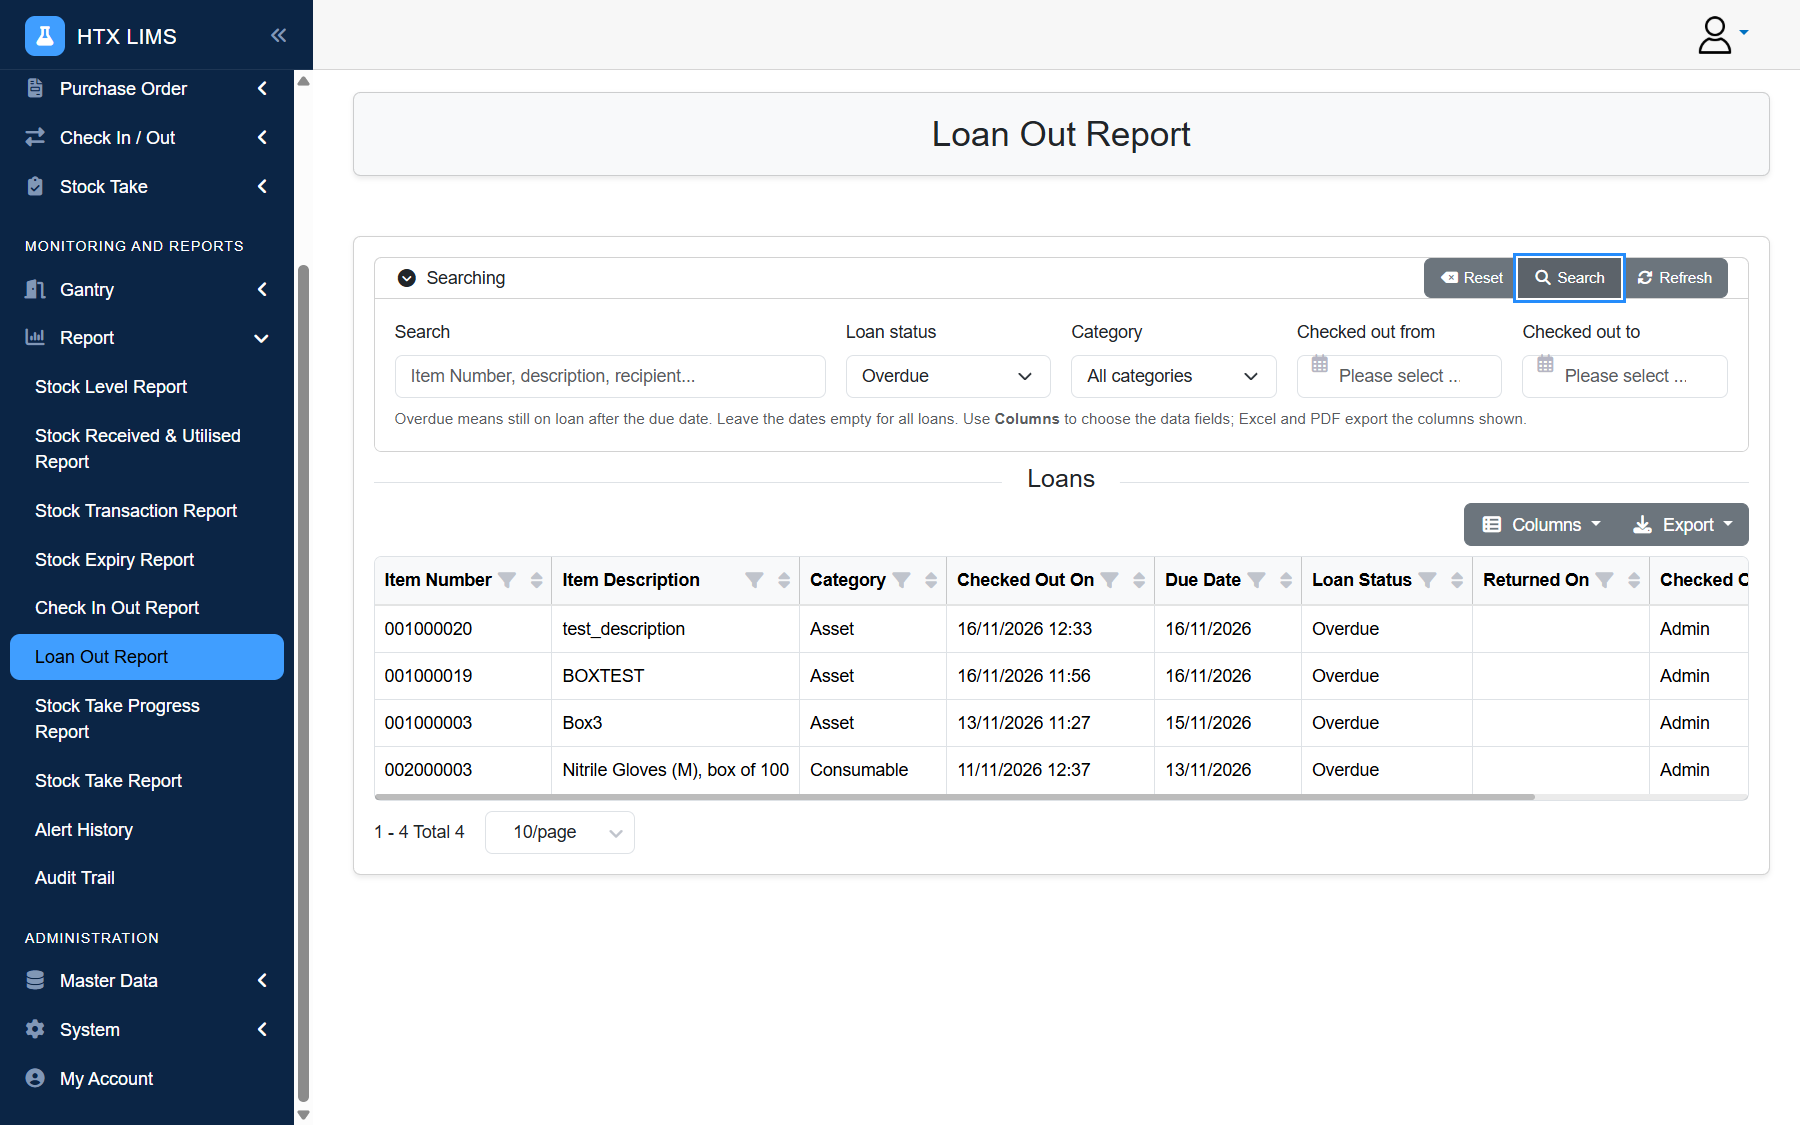 HTX LIMS
Purchase Order
Check In / Out
Stock Take
MONITORING AND REPORTS
Gantry
Report
Stock Level Report
Stock Received & Utilised
Report
Stock Transaction Report
Stock Expiry Report
Check In Out Report
Loan Out Report
Stock Take Progress
Report
Stock Take Report
Alert History
Audit Trail
ADMINISTRATION
Master Data
System
My Account
Loan Out Report
Searching
Reset Search Refresh
Search Loan status Category Checked out from Checked out to
Item Number, description, recipient... Overdue All categories Please select ... Please select ...
Overdue means still on loan after the due date. Leave the dates empty for all loans. Use Columns to choose the data fields; Excel and PDF export the columns shown.
Loans
Columns Export
Item Number Item Description Category Checked Out On Due Date Loan Status Returned On Checked
001000020 test_description Asset 16/11/2026 12:33 16/11/2026 Overdue Admin
001000019 BOXTEST Asset 16/11/2026 11:56 16/11/2026 Overdue Admin
001000003 Box3 Asset 13/11/2026 11:27 15/11/2026 Overdue Admin
002000003 Nitrile Gloves (M), box of 100 Consumable 11/11/2026 12:37 13/11/2026 Overdue Admin
1 - 4 Total 4 10/page